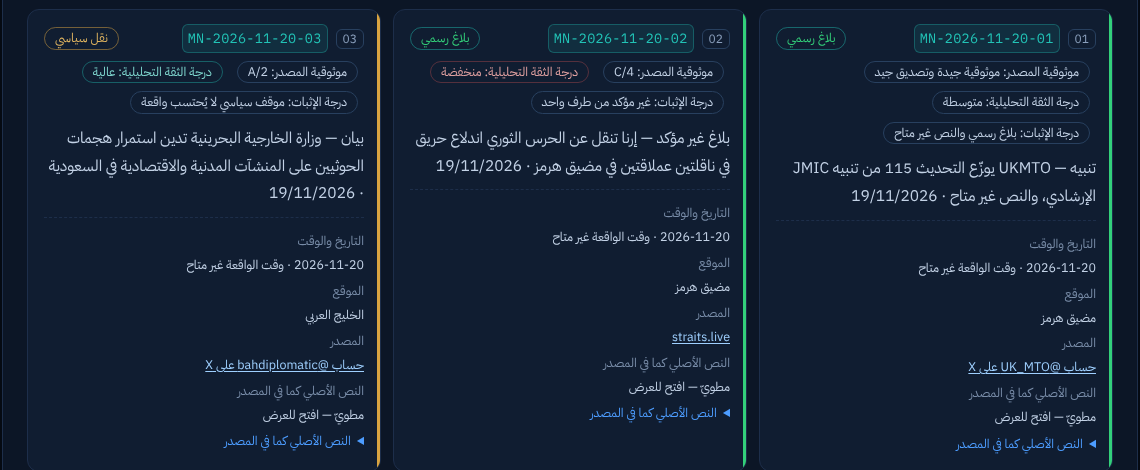 01 MN-2026-11-20-01 بلاغ رسمي
موثوقية المصدر: موثوقية جيدة وتصديق جيد
درجة الثقة التحليلية: متوسطة
درجة الإثبات: بلاغ رسمي والنص غير متاح
تنبيه — UKMTO يوزّع التحديث 115 من تنبيه JMIC
الإرشادي، والنص غير متاح · 19/11/2026
التاريخ والوقت
2026-11-20 · وقت الواقعة غير متاح
الموقع
مضيق هرمز
المصدر
حساب @UK_MTO على X
النص الأصلي كما في المصدر
مطويّ — افتح للعرض
◀ النص الأصلي كما في المصدر
02 MN-2026-11-20-02 بلاغ رسمي
موثوقية المصدر: C/4 درجة الثقة التحليلية: منخفضة
درجة الإثبات: غير مؤكد من طرف واحد
بلاغ غير مؤكد — إرنا تنقل عن الحرس الثوري اندلاع حريق
في ناقلتين عملاقتين في مضيق هرمز · 19/11/2026
التاريخ والوقت
2026-11-20 · وقت الواقعة غير متاح
الموقع
مضيق هرمز
المصدر
straits.live
النص الأصلي كما في المصدر
مطويّ — افتح للعرض
◀ النص الأصلي كما في المصدر
03 MN-2026-11-20-03 نقل سياسي
موثوقية المصدر: A/2 درجة الثقة التحليلية: عالية
درجة الإثبات: موقف سياسي لا يُحتسب واقعة
بيان — وزارة الخارجية البحرينية تدين استمرار هجمات
الحوثيين على المنشآت المدنية والاقتصادية في السعودية
· 19/11/2026
التاريخ والوقت
2026-11-20 · وقت الواقعة غير متاح
الموقع
الخليج العربي
المصدر
حساب @bahdiplomatic على X
النص الأصلي كما في المصدر
مطويّ — افتح للعرض
◀ النص الأصلي كما في المصدر